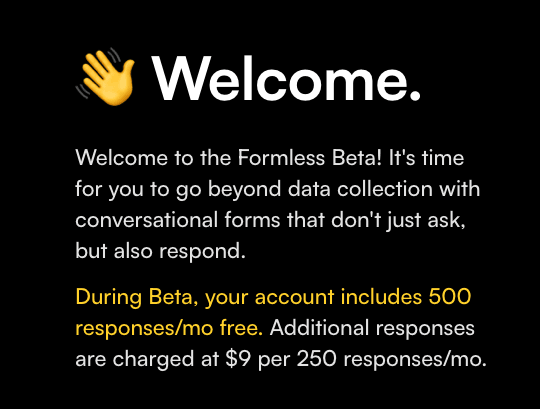 👋 Welcome.
Welcome to the Formless Beta! It's time
for you to go beyond data collection with
conversational forms that don't just ask,
but also respond.
During Beta, your account includes 500
responses/mo free. Additional responses
are charged at $9 per 250 responses/mo.